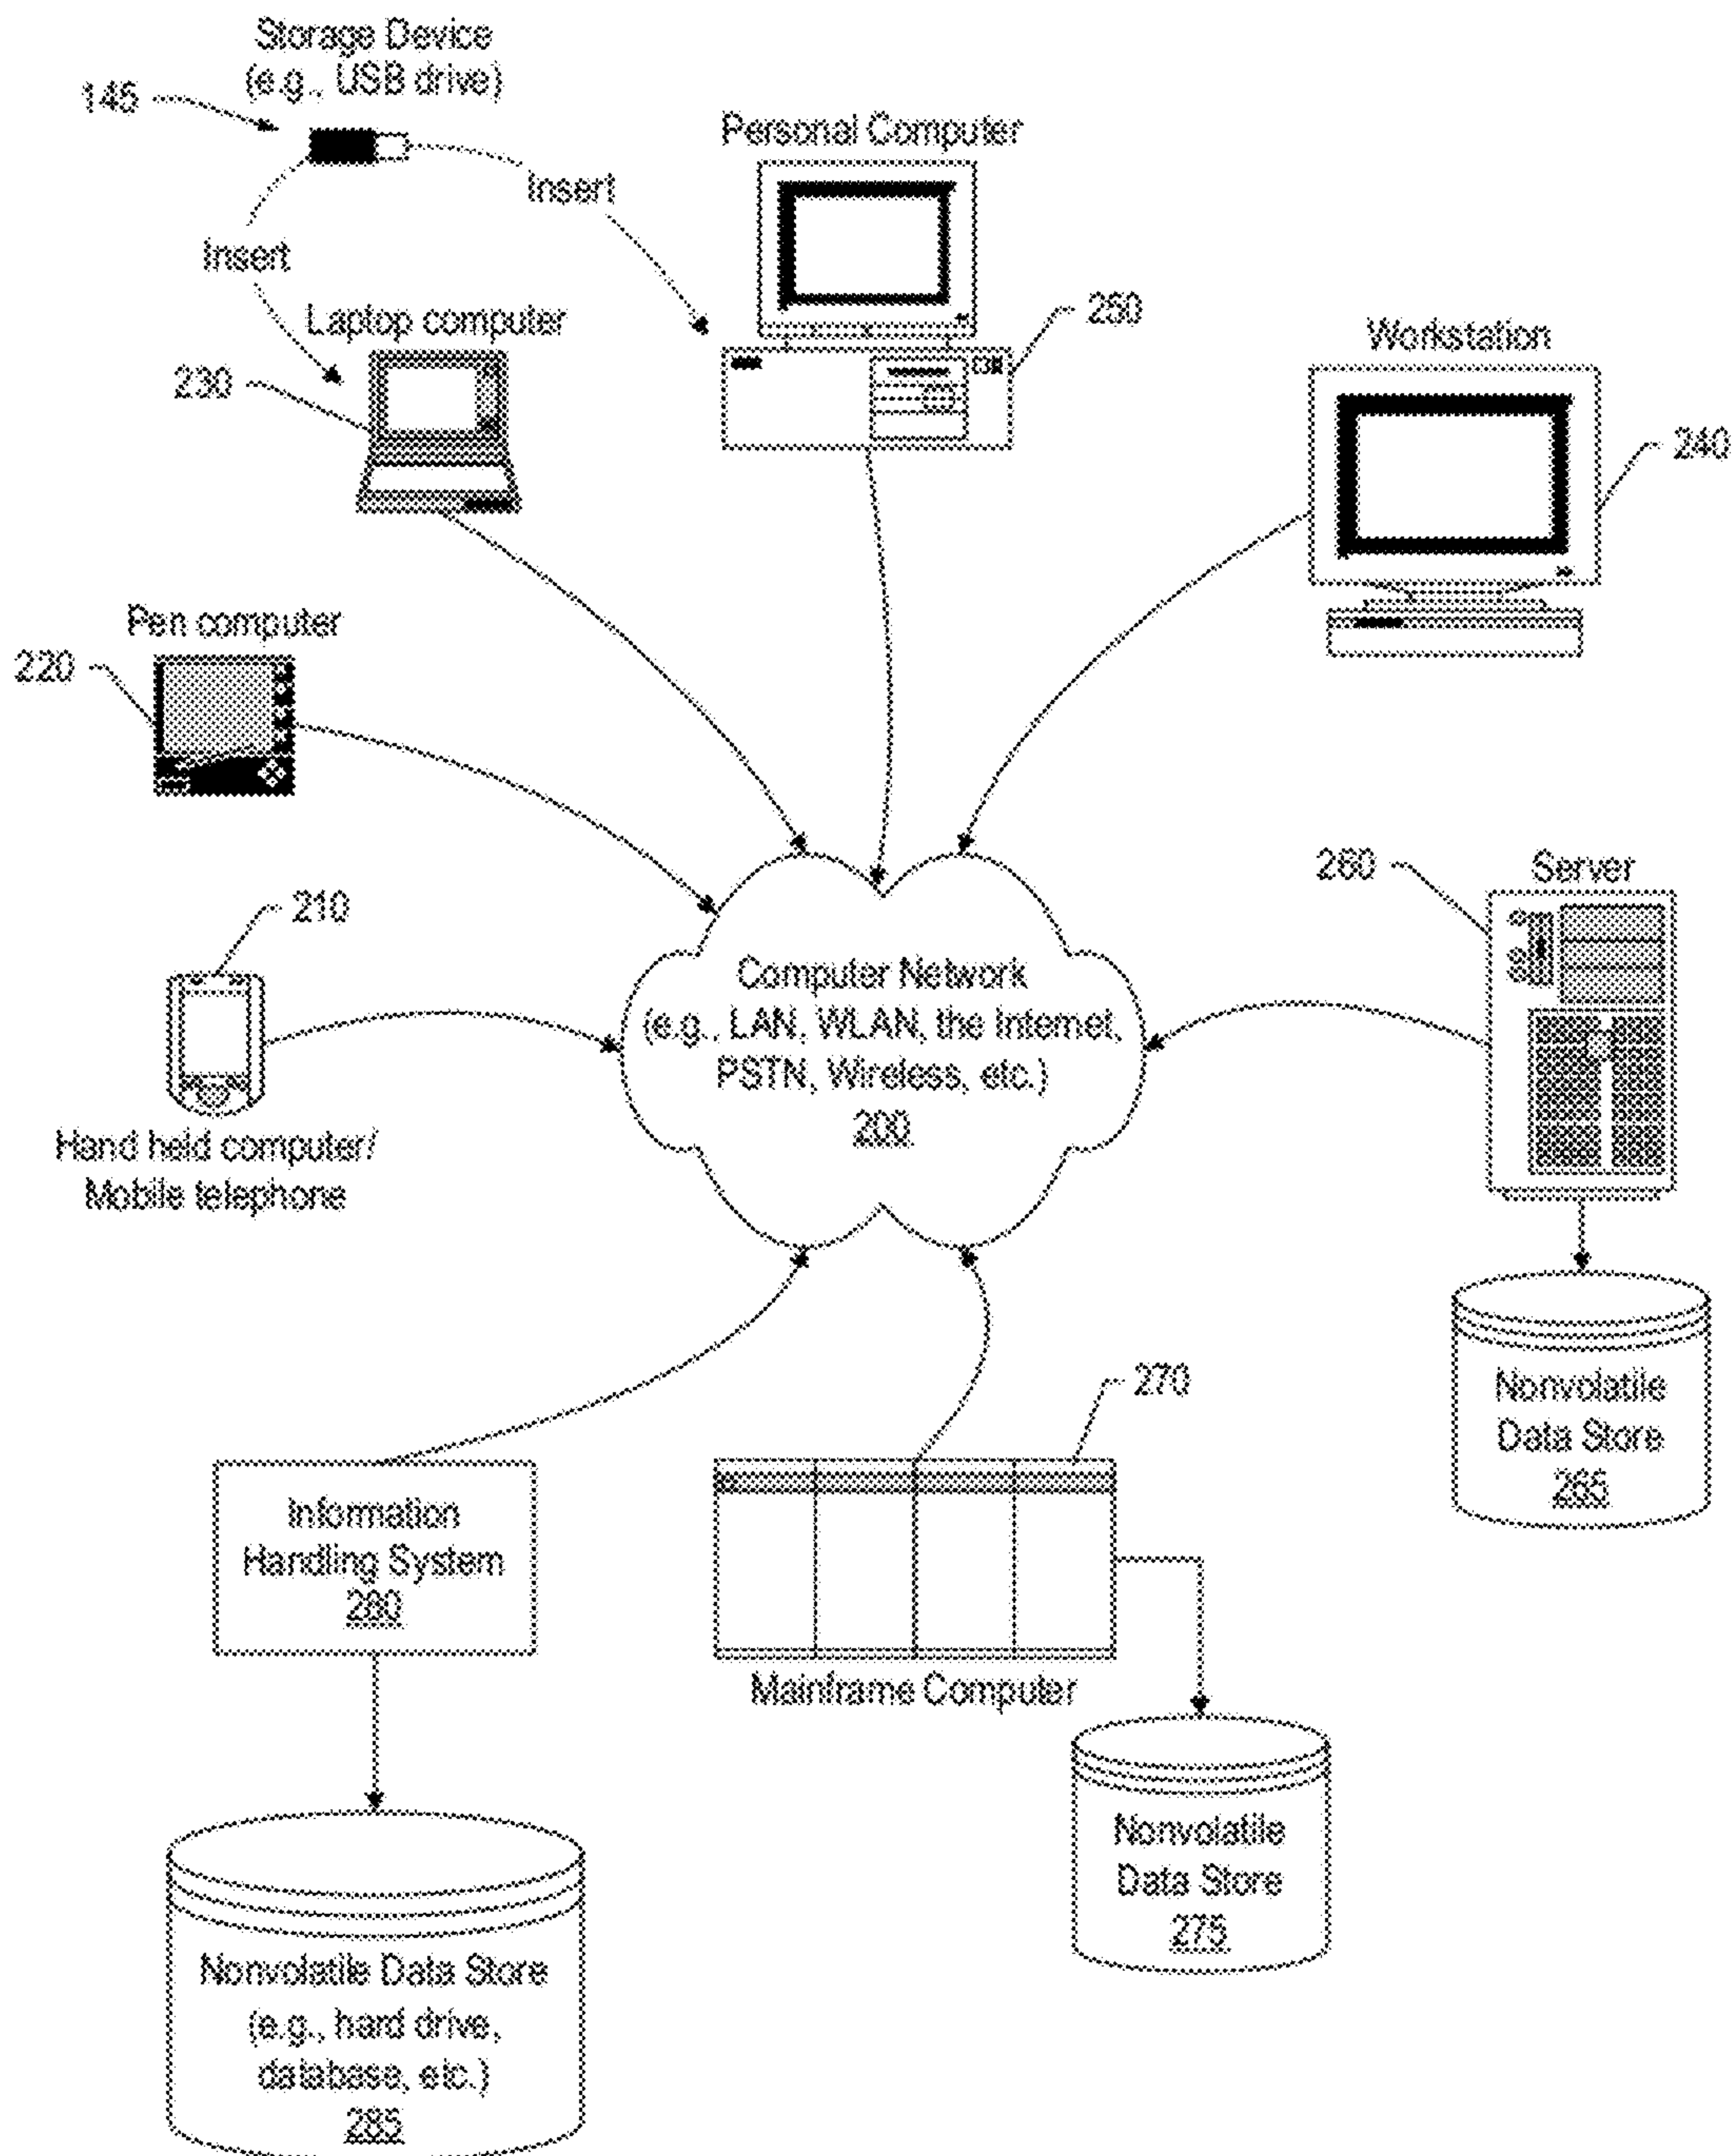 Storage Device
(e.g., USB drive)
145
Insert
Insert
Personal Computer
250
Laptop computer
230
Workstation
240
Pen computer
220
210
Hand held computer/
Mobile telephone
Computer Network
(e.g., LAN, WLAN, the Internet,
PSTN, Wireless, etc.)
200
260
Server
Nonvolatile
Data Store
265
270
Mainframe Computer
Information
Handling System
280
Nonvolatile
Data Store
275
Nonvolatile Data Store
(e.g., hard drive,
database, etc.)
285